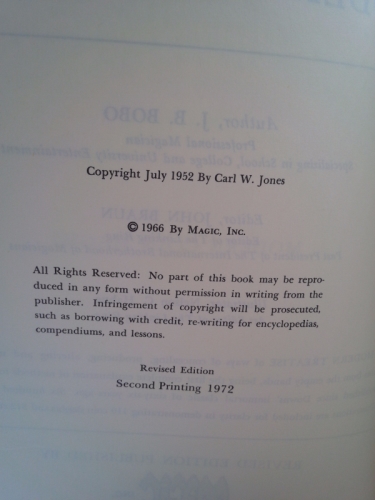 Copyright July 1952 By Carl W. Jones
© 1966 By Magic, Inc.
All Rights Reserved: No part of this book may be repro-
duced in any form without permission in writing from the
publisher. Infringement of copyright will be prosecuted,
such as borrowing with credit, re-writing for encyclopedias,
compendiums, and lessons.
Revised Edition
Second Printing 1972